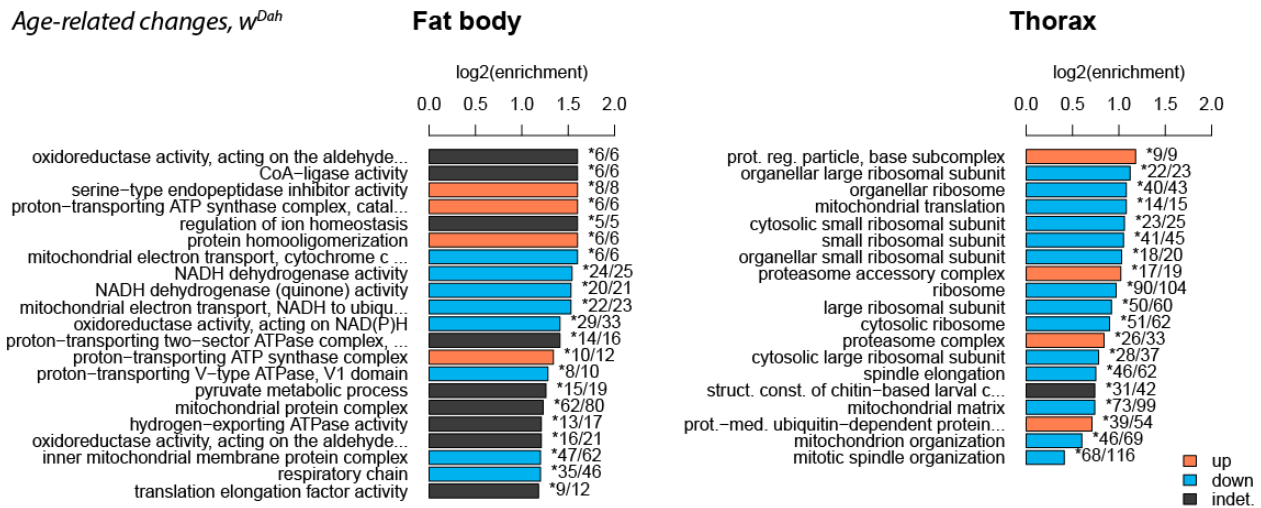 Age-related changes, wDah
Fat body
log2(enrichment)
0.0 0.5 1.0 1.5 2.0
oxidoreductase activity, acting on the aldehyde... *6/6
CoA−ligase activity *6/6
serine−type endopeptidase inhibitor activity *8/8
proton−transporting ATP synthase complex, catal... *6/6
regulation of ion homeostasis *5/5
protein homooligomerization *6/6
mitochondrial electron transport, cytochrome c ... *6/6
NADH dehydrogenase activity *24/25
NADH dehydrogenase (quinone) activity *20/21
mitochondrial electron transport, NADH to ubiqu... *22/23
oxidoreductase activity, acting on NAD(P)H *29/33
proton−transporting two−sector ATPase complex, ... *14/16
proton−transporting ATP synthase complex *10/12
proton−transporting V−type ATPase, V1 domain *8/10
pyruvate metabolic process *15/19
mitochondrial protein complex *62/80
hydrogen−exporting ATPase activity *13/17
oxidoreductase activity, acting on the aldehyde... *16/21
inner mitochondrial membrane protein complex *47/62
respiratory chain *35/46
translation elongation factor activity *9/12
Thorax
log2(enrichment)
0.0 0.5 1.0 1.5 2.0
prot. reg. particle, base subcomplex *9/9
organellar large ribosomal subunit *22/23
organellar ribosome *40/43
mitochondrial translation *14/15
cytosolic small ribosomal subunit *23/25
small ribosomal subunit *41/45
organellar small ribosomal subunit *18/20
proteasome accessory complex *17/19
ribosome *90/104
large ribosomal subunit *50/60
cytosolic ribosome *51/62
proteasome complex *26/33
cytosolic large ribosomal subunit *28/37
spindle elongation *46/62
struct. const. of chitin−based larval c... *31/42
mitochondrial matrix *73/99
prot.−med. ubiquitin−dependent protein... *39/54
mitochondrion organization *46/69
mitotic spindle organization *68/116
up
down
indet.